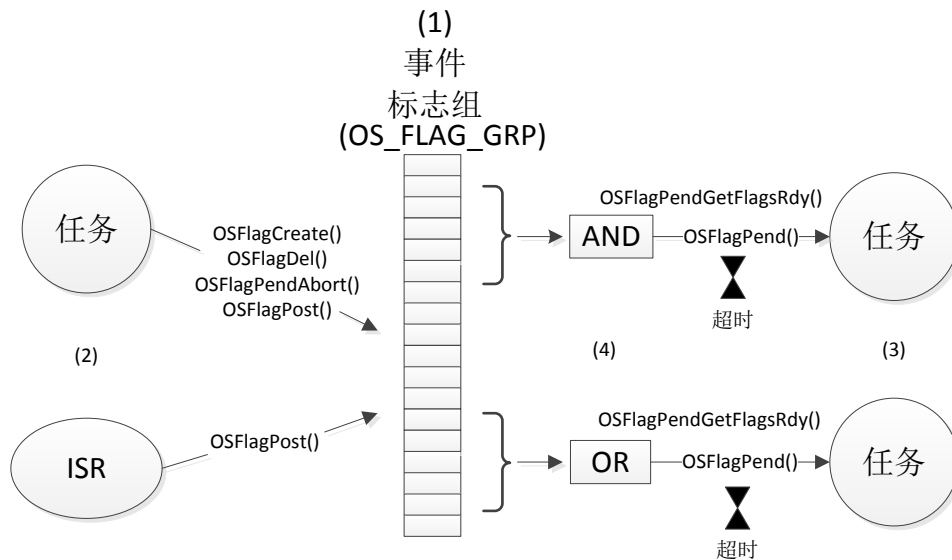 (1)
事件
标志组
(OS_FLAG_GRP)
任务
OSFlagCreate()
OSFlagDel()
OSFlagPendAbort()
OSFlagPost()
(2)
ISR
OSFlagPost()
AND
OSFlagPendGetFlagsRdy()
OSFlagPend()
超时
任务
(4)
(3)
OR
OSFlagPendGetFlagsRdy()
OSFlagPend()
超时
任务